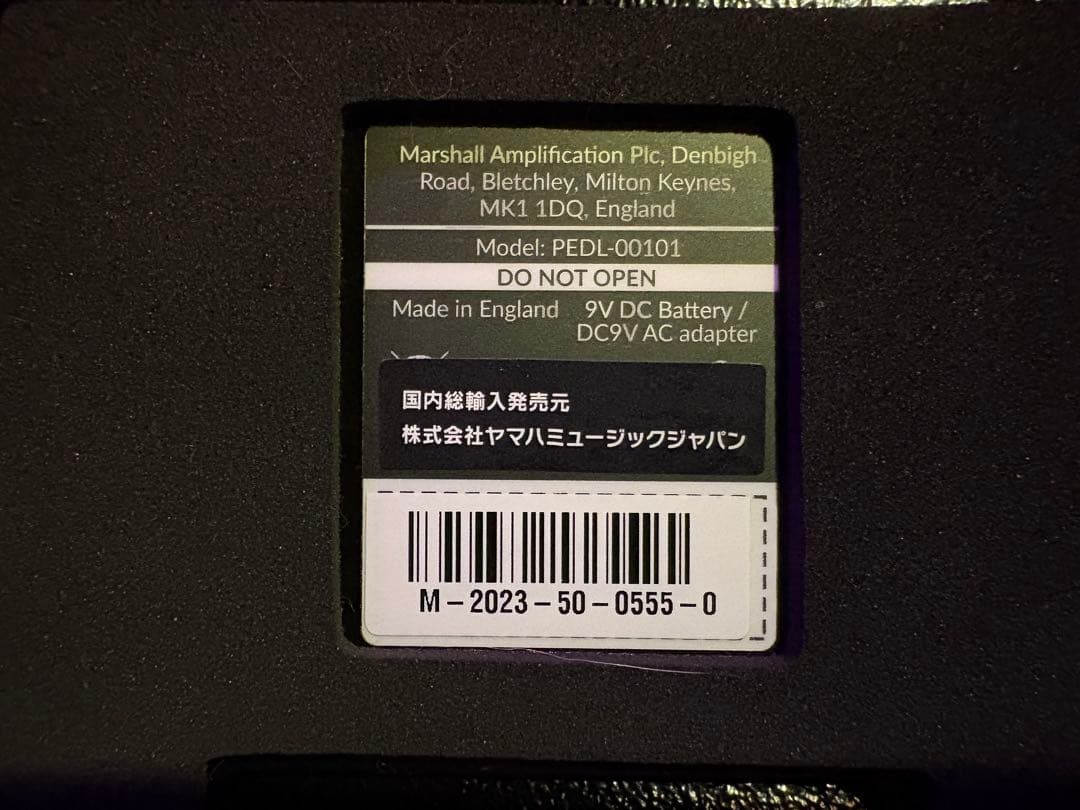 Marshall Amplification Plc, Denbigh
Road, Bletchley, Milton Keynes,
MK1 1DQ, England
Model: PEDL-00101
DO NOT OPEN
Made in England
9V DC Battery /
DC9V AC adapter
国内総輸入発売元
株式会社ヤマハミュージックジャパン
M-2023-50-0555-0